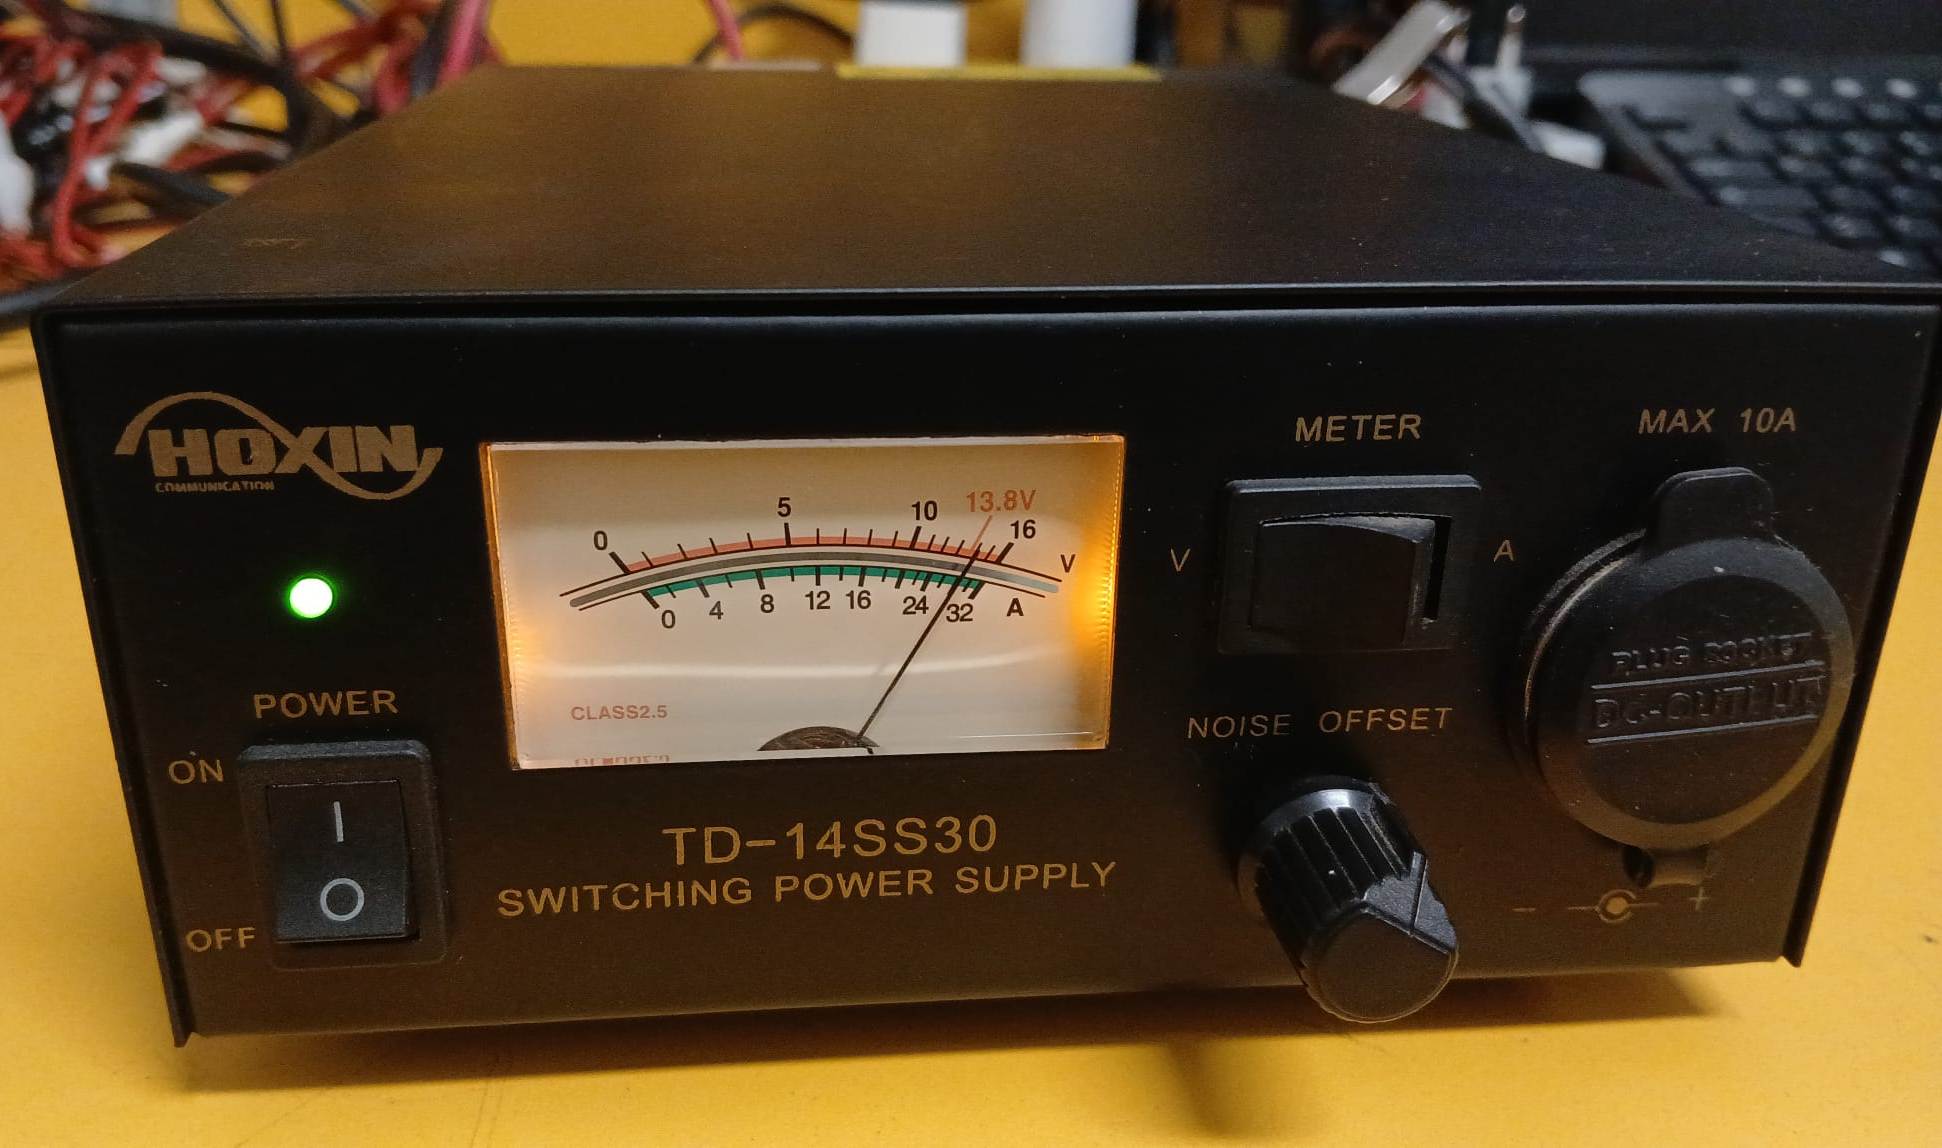 HOXIN
COMMUNICATION
POWER
ON
I
O
OFF
0 5 10 13.8V 16
V
0 4 8 12 16 24 32 A
CLASS2.5
TD-14SS30
SWITCHING POWER SUPPLY
METER
V A
NOISE OFFSET
MAX 10A
PLUG SOCKET
DC-OUTLUT
- +